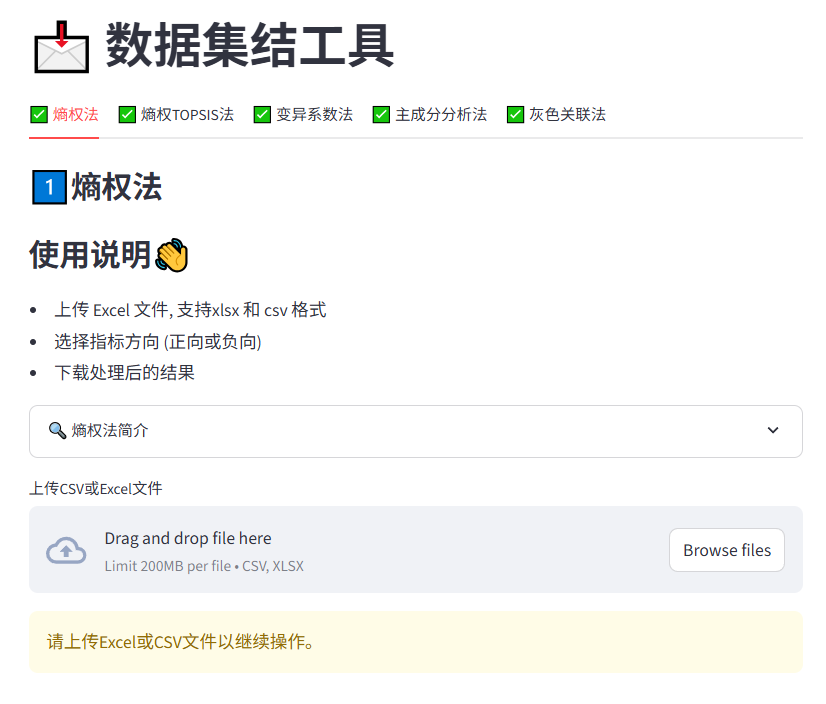 数据集结工具
熵权法 熵权TOPSIS法 变异系数法 主成分分析法 灰色关联法
1 熵权法
使用说明
上传 Excel 文件, 支持xlsx 和 csv 格式
选择指标方向 (正向或负向)
下载处理后的结果
熵权法简介
上传CSV或Excel文件
Drag and drop file here
Browse files
Limit 200MB per file • CSV, XLSX
请上传Excel或CSV文件以继续操作。